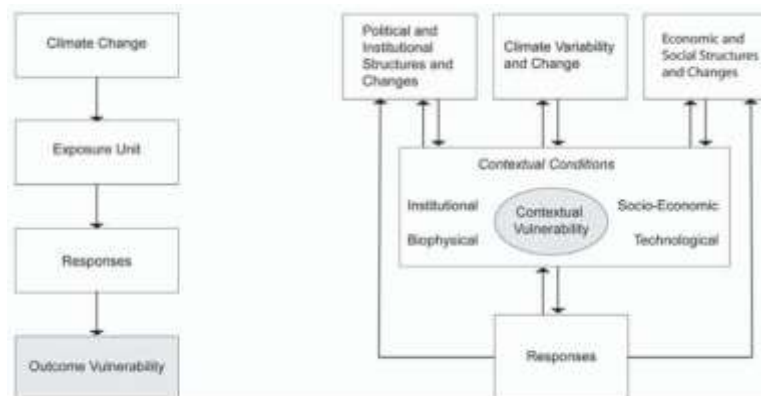 Climate Change
Exposure Unit
Responses
Outcome Vulnerability
Political and
Institutional
Structures and
Changes
Climate Variability
and Change
Economic and
Social Structures
and Changes
Contextual Conditions
Institutional
Biophysical
Contextual
Vulnerability
Socio-Economic
Technological
Responses